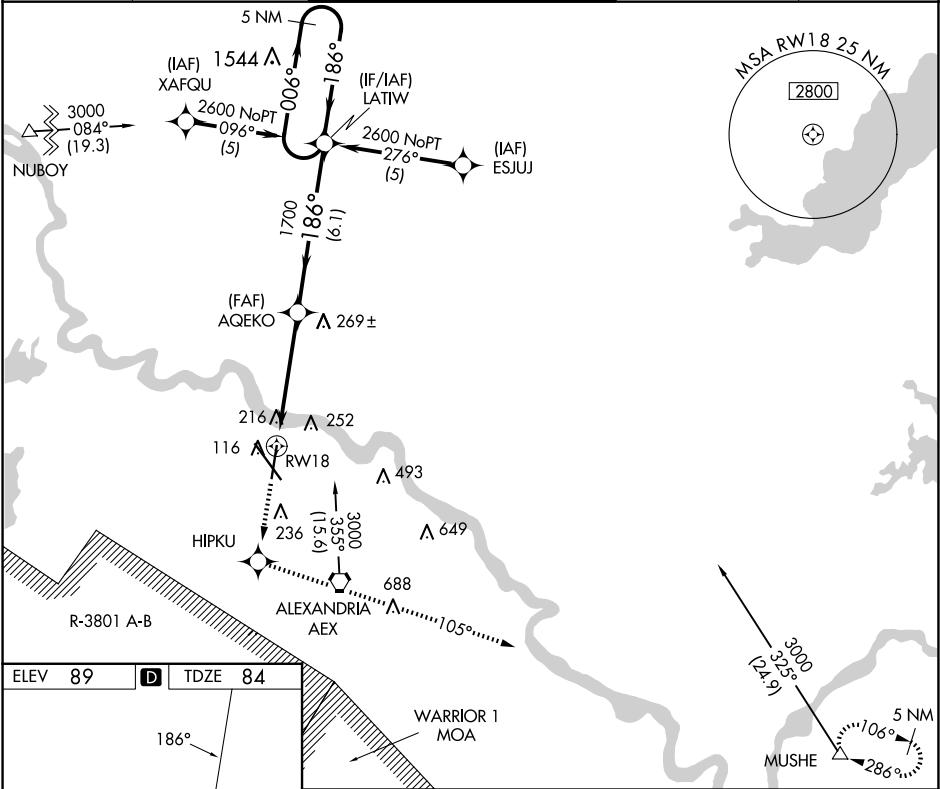 5 NM
1544
006°
186°
(IAF)
XAFQU
(IF/IAF)
LATIW
2600 NoPT
096°
(5)
2600 NoPT
276°
(5)
(IAF)
ESJUJ
3000
084°
(19.3)
NUBOY
MSA RW18 25 NM
2800
1700
186°
(6.1)
(FAF)
AQEKO
269±
216
252
116
RW18
493
236
649
HIPKU
3000
355°
(15.6)
688
ALEXANDRIA
AEX
105°
R-3801 A-B
3000
325°
(24.9)
5 NM
106°
286°
MUSHE
WARRIOR 1
MOA
ELEV 89 D TDZE 84
186°